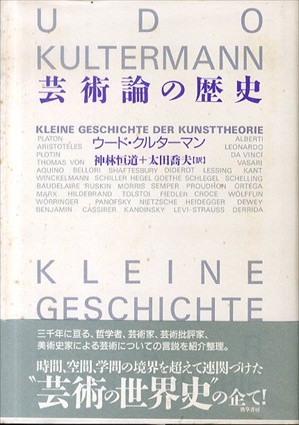 UDO
KULTERMANN
芸術論の歴史
KLEINE GESCHICHTE DER KUNSTTHEORIE
PLATON ALBERTI
ARISTOTELES ウード・クルターマン LEONARDO
PLOTIN DA VINCI
THOMAS VON 神林恒道+太田喬夫[訳] VASARI
AQUINO BELLORI SHAFTESBURY DIDEROT LESSING KANT
WINCKELMANN SCHILLER HEGEL GOETHE SCHLEGEL SCHELLING
BAUDELAIRE RUSKIN MORRIS SEMPER PROUDHON ORTEGA
MARX HILDEBRAND TOLSTOI FIEDLER CROCE WOLFFUN
WORRINGER , PANOFSKY NIETZSCHE HEIDEGGER DEWEY
BENJAMIN CASSIRER KANDINSKY LEVI-STRAUSS DERRIDA
KLEINE
GESCHICHTE
三千年に亘る、哲学者、芸術家、芸術批評家、
美術史家による芸術についての言説を紹介整理。
時間、空間、学問の境界を超えて連関づけた
“芸術の世界史”の企て!
勁草書房